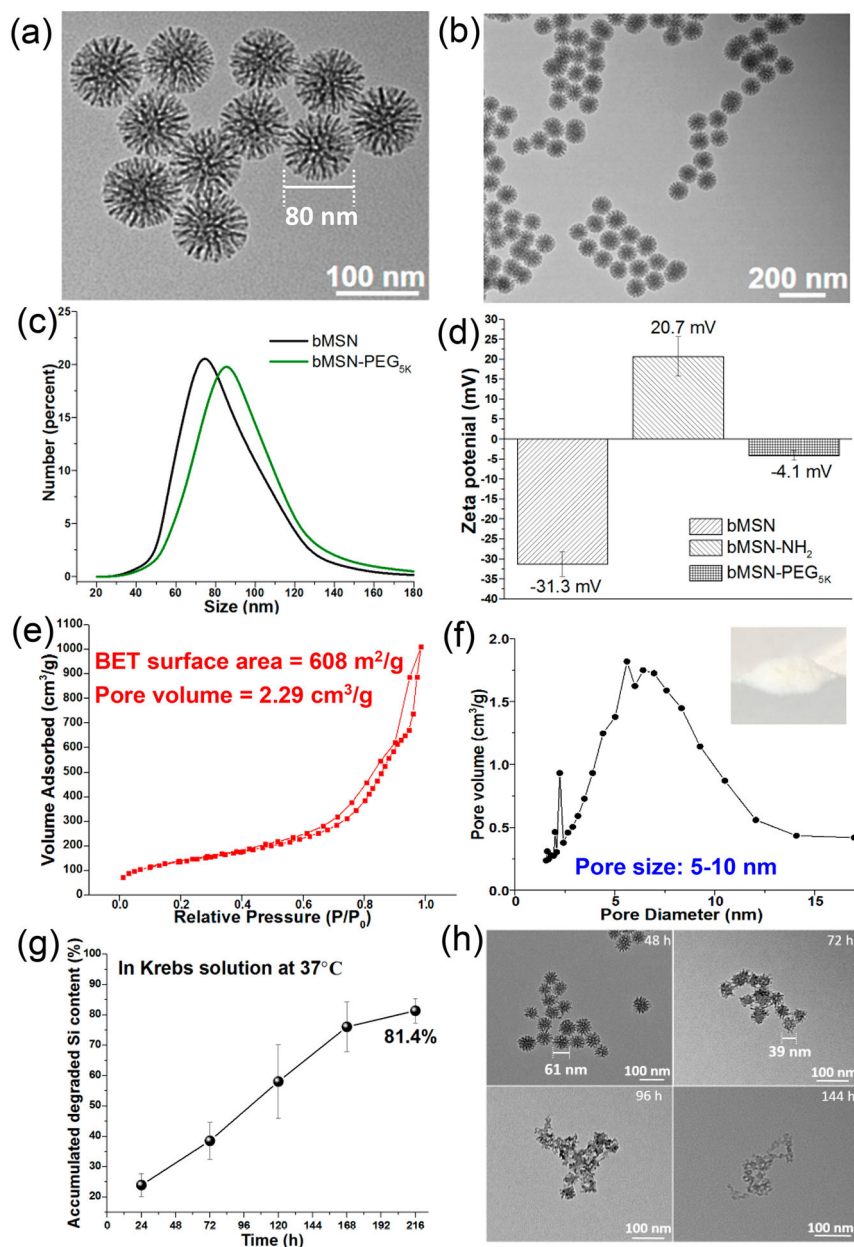 (a)
80 nm
100 nm
(b)
200 nm
(c)
bMSN
bMSN-PEG5K
Number (percent)
20
15
10
5
0
20 40 60 80 100 120 140 160 180
Size (nm)
(d)
20.7 mV
-4.1 mV
-31.3 mV
bMSN
bMSN-NH2
bMSN-PEG5K
Zeta potenial (mV)
40
35
30
25
20
15
10
5
0
-5
-10
-15
-20
-25
-30
-35
-40
(e)
BET surface area = 608 m²/g
Pore volume = 2.29 cm³/g
Volume Adsorbed (cm³/g)
1100
1000
900
800
700
600
500
400
300
200
100
0
0.0 0.2 0.4 0.6 0.8 1.0
Relative Pressure (P/P0)
(f)
Pore size: 5-10 nm
Pore volume (cm³/g)
2.0
1.5
1.0
0.5
0.0
0 5 10 15
Pore Diameter (nm)
(g)
In Krebs solution at 37°C
81.4%
Accumulated degraded Si content (%)
100
90
80
70
60
50
40
30
20
24 48 72 96 120 144 168 192 216
Time (h)
(h)
48 h
61 nm
100 nm
72 h
39 nm
100 nm
96 h
100 nm
144 h
100 nm